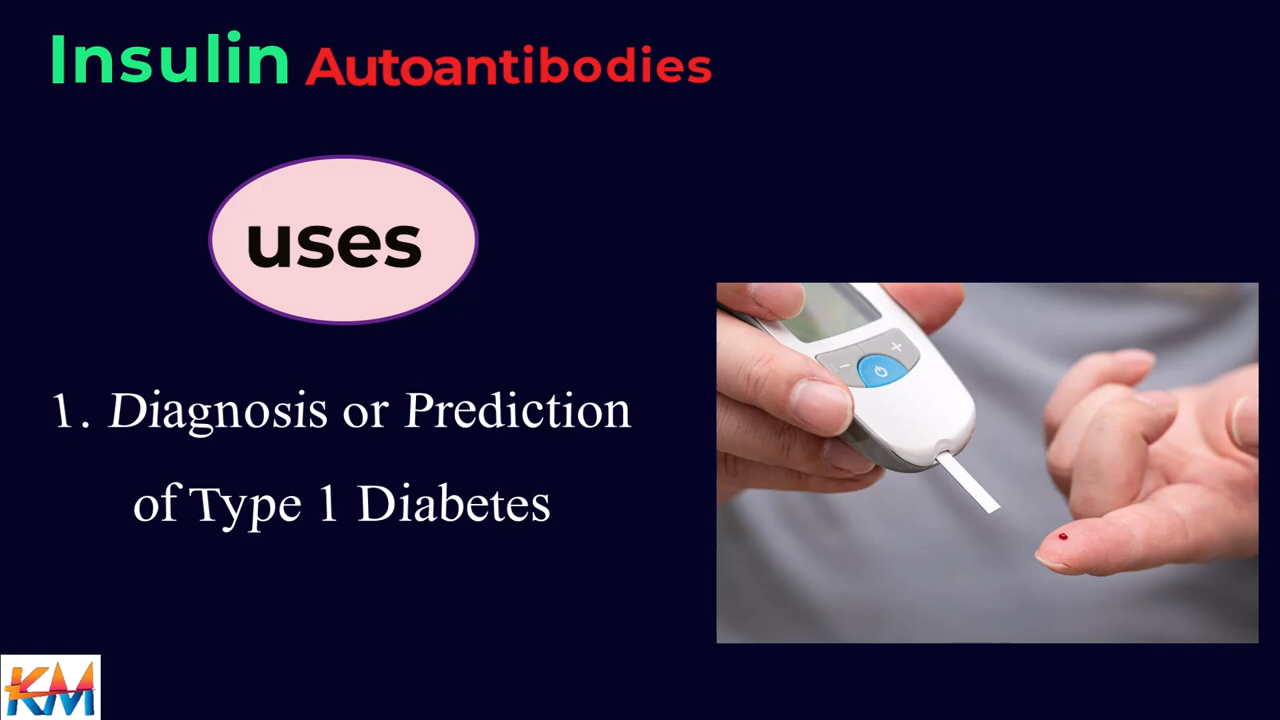 Insulin Autoantibodies
uses
1. Diagnosis or Prediction
of Type 1 Diabetes
KM